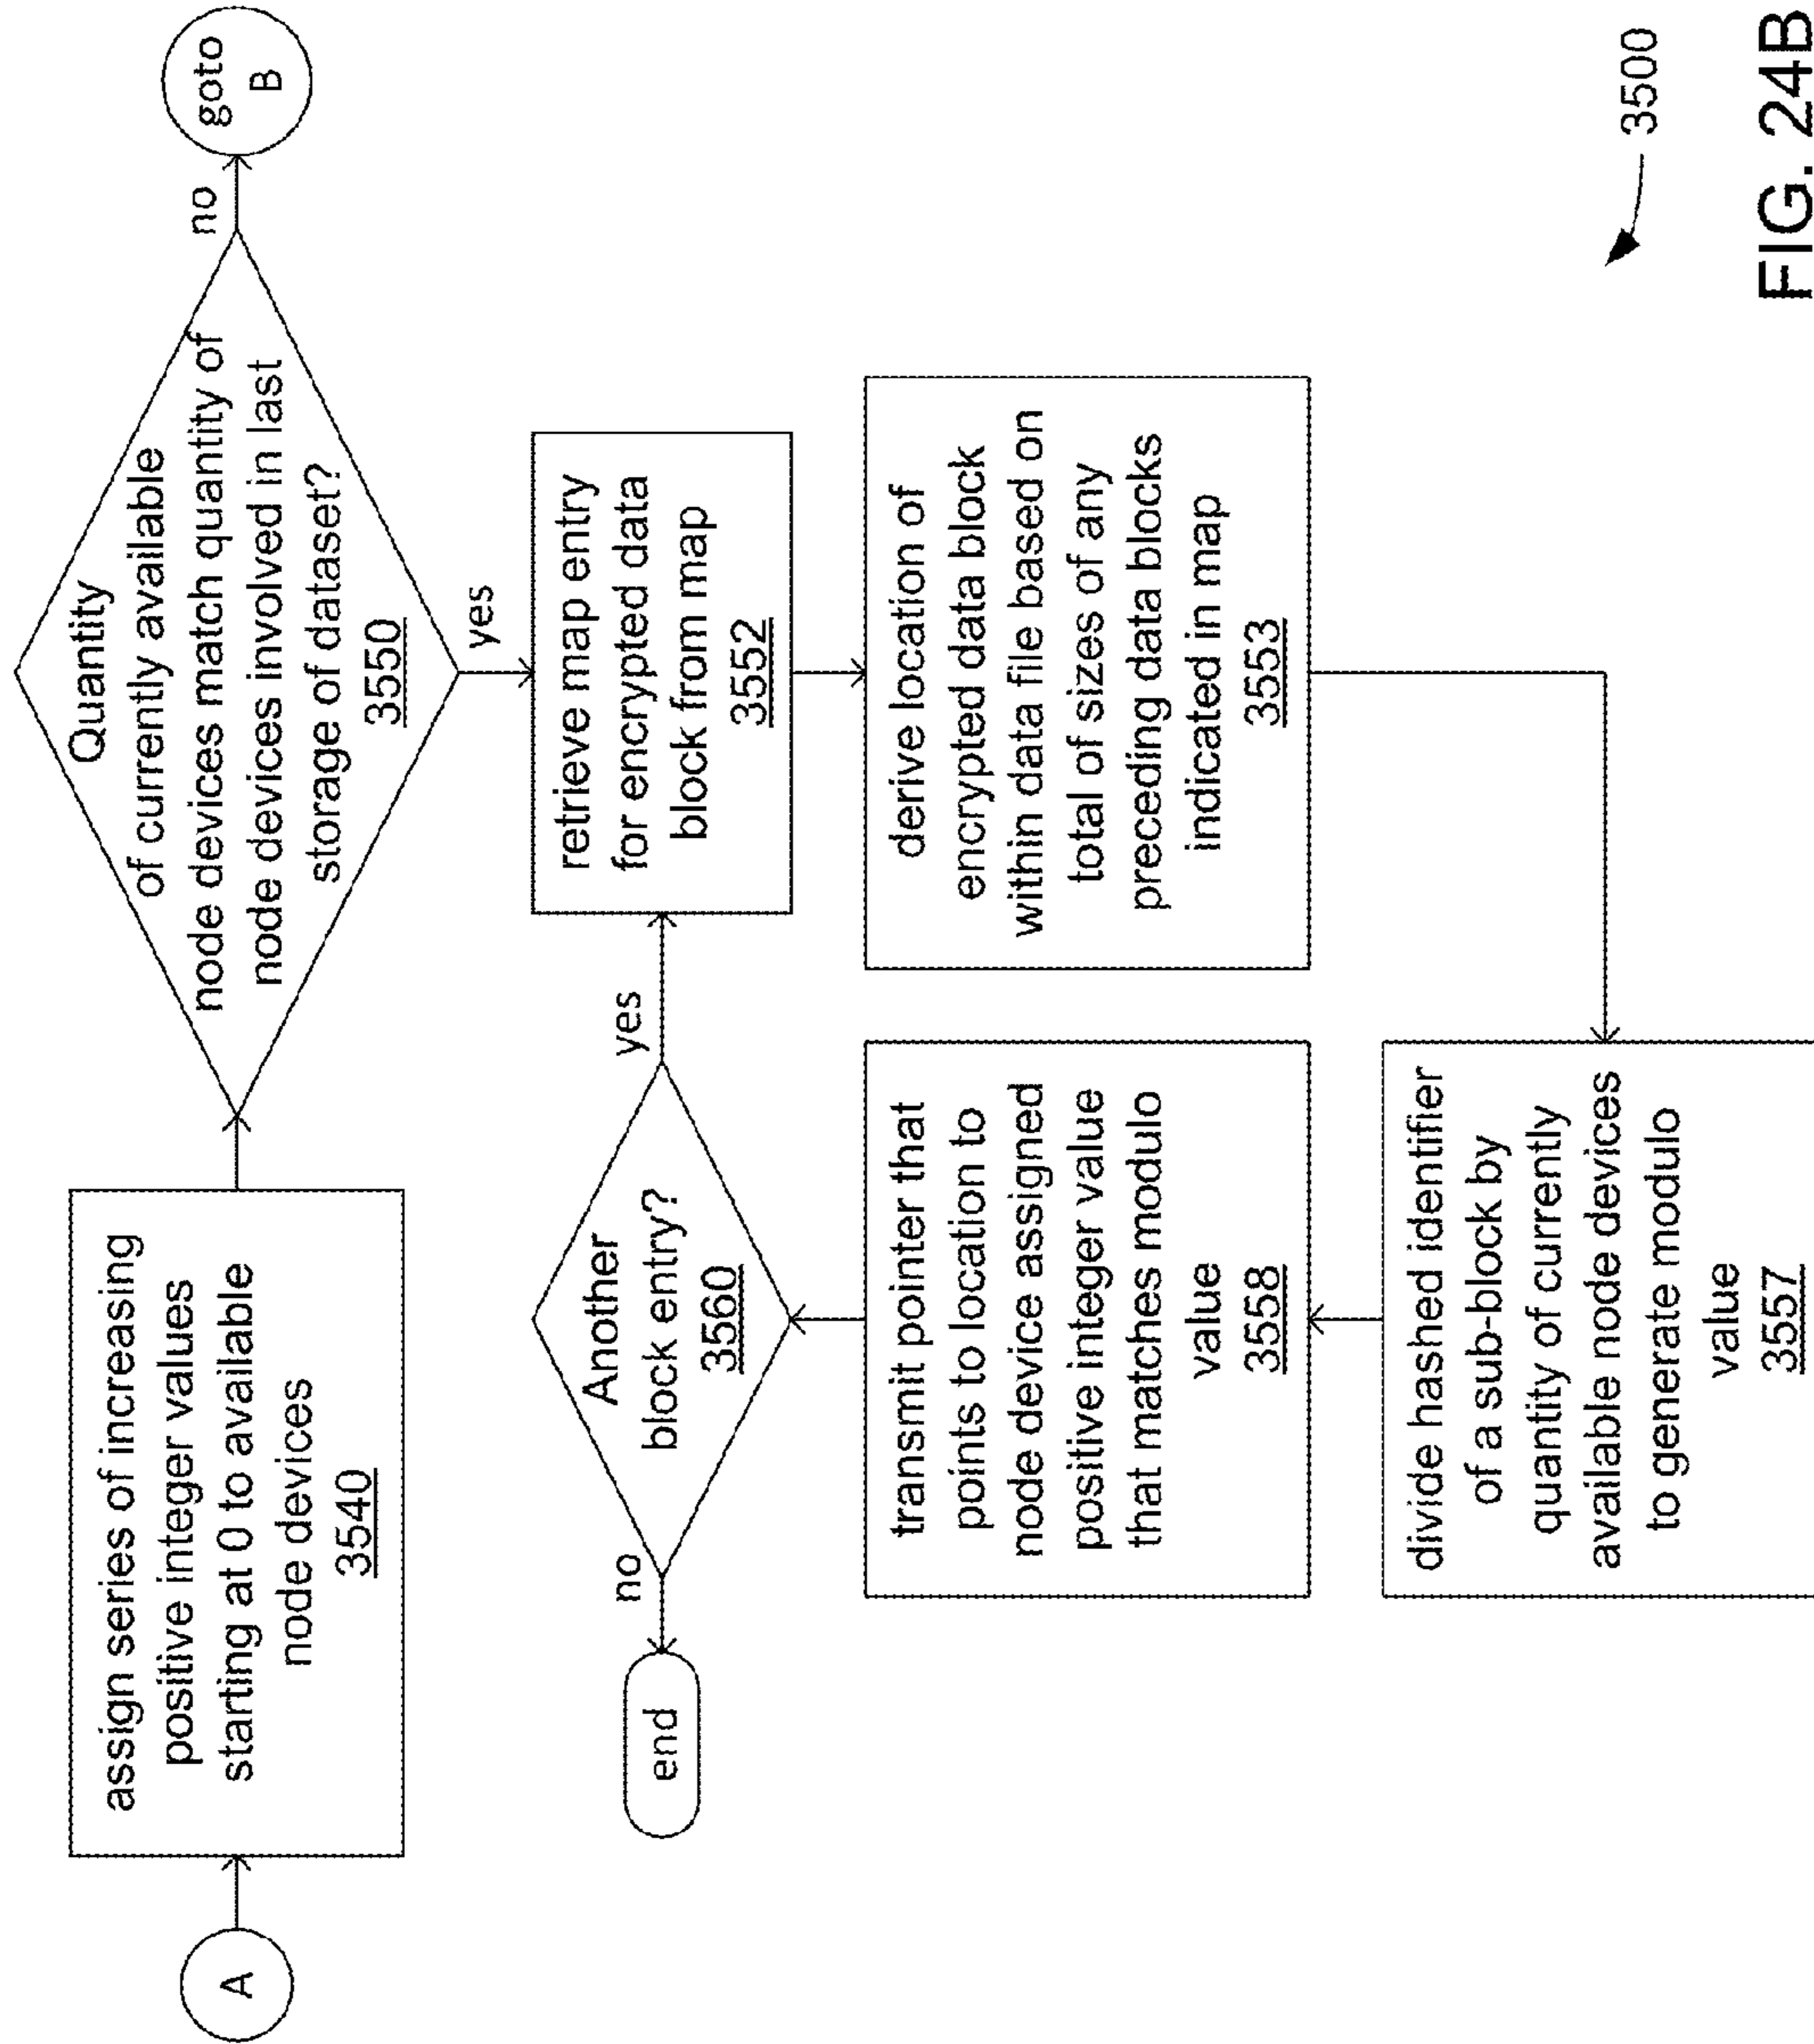 A
assign series of increasing
positive integer values
starting at 0 to available
node devices
3540
Quantity
of currently available
node devices match quantity of
node devices involved in last
storage of dataset?
3550
no
goto
B
yes
retrieve map entry
for encrypted data
block from map
3552
derive location of
encrypted data block
within data file based on
total of sizes of any
preceding data blocks
indicated in map
3553
divide hashed identifier
of a sub-block by
quantity of currently
available node devices
to generate modulo
value
3557
transmit pointer that
points to location to
node device assigned
positive integer value
that matches modulo
value
3558
Another
block entry?
3560
yes
no
end
3500
FIG. 24B